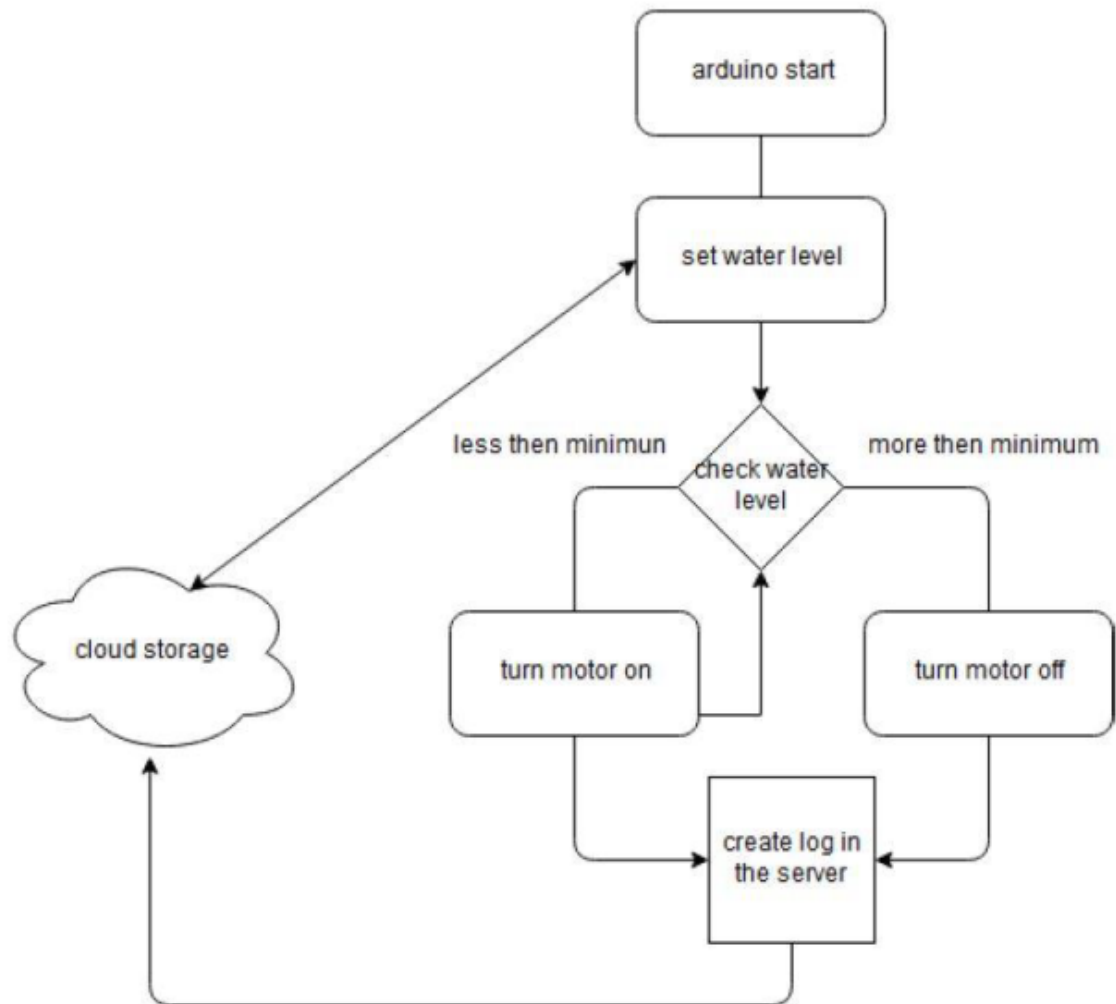 arduino start
set water level
less then minimun
more then minimum
check water
level
cloud storage
turn motor on
turn motor off
create log in
the server